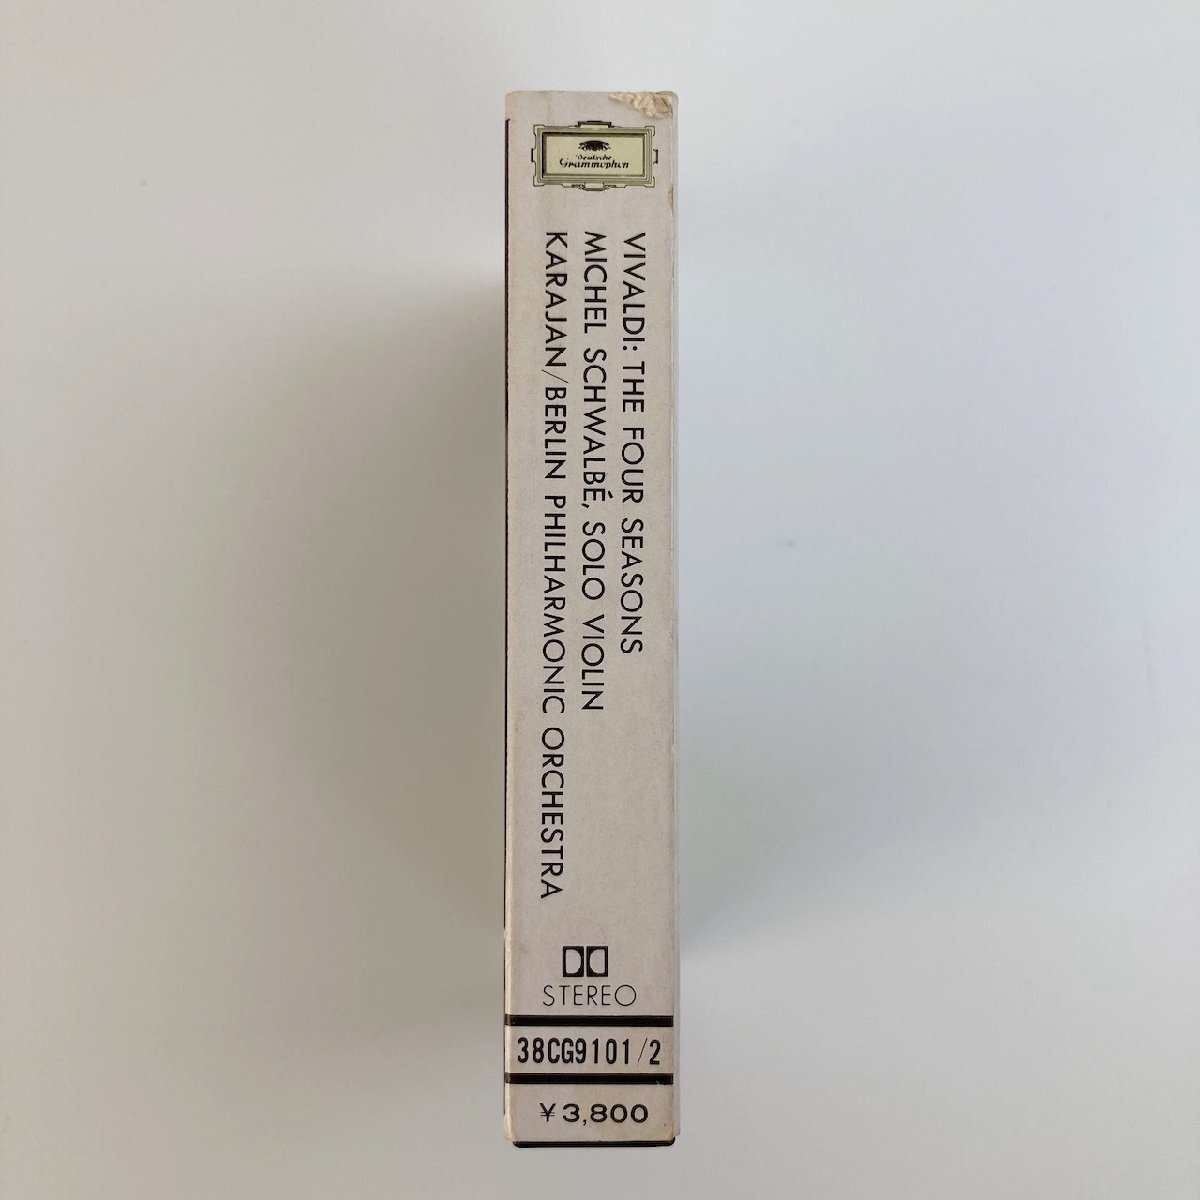 Deutsche
Grammophon
VIVALDI: THE FOUR SEASONS
MICHEL SCHWALBÉ, SOLO VIOLIN
KARAJAN/BERLIN PHILHARMONIC ORCHESTRA
STEREO
38CG9101/2
¥3,800